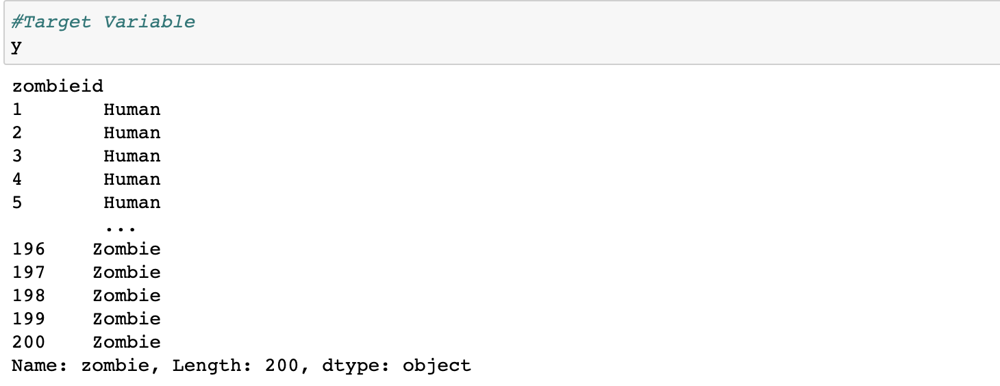 #Target Variable
y
zombieid
1       Human
2       Human
3       Human
4       Human
5       Human
        ...
196    Zombie
197    Zombie
198    Zombie
199    Zombie
200    Zombie
Name: zombie, Length: 200, dtype: object